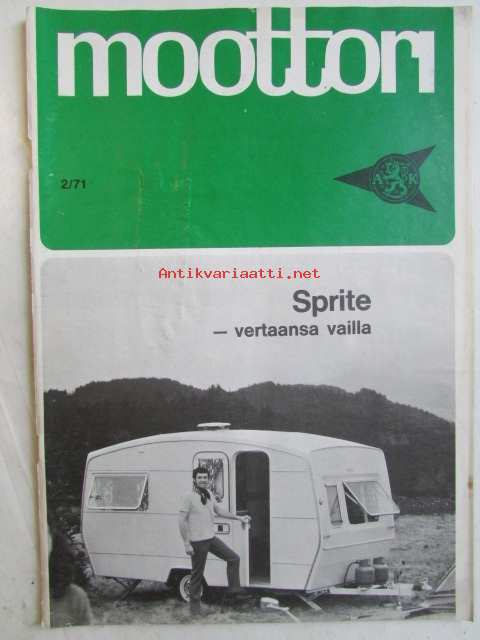 moottori
2/71
A K
Antikvariaatti.net
Sprite
— vertaansa vailla